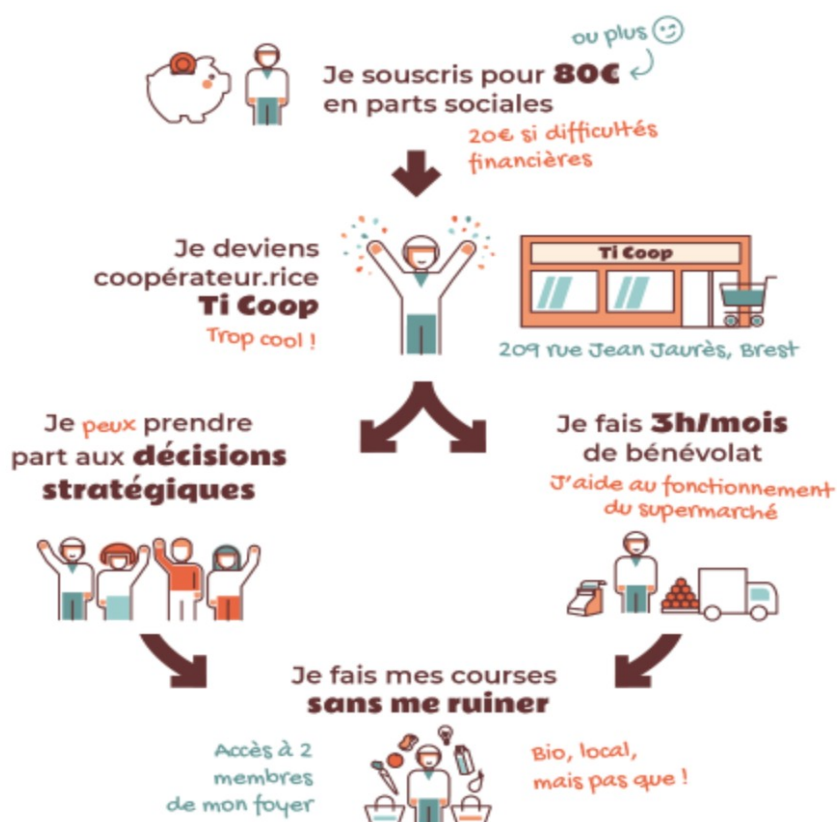 ou plus
Je souscris pour 80€
en parts sociales
20€ si difficultés
financières
Je deviens
coopérateur.rice
Ti Coop
Trop cool !
Ti Coop
209 rue Jean Jaurès, Brest
Je peux prendre
part aux décisions
stratégiques
Je fais 3h/mois
de bénévolat
J'aide au fonctionnement
du supermarché
Je fais mes courses
sans me ruiner
Accès à 2
membres
de mon foyer
Bio, local,
mais pas que !